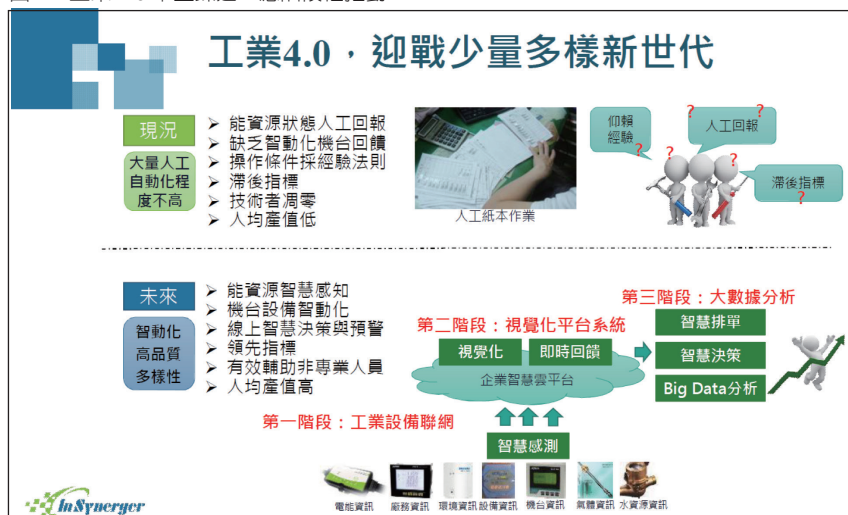 工業4.0，迎戰少量多樣新世代
現況
大量人工
自動化程
度不高
➢ 能資源狀態人工回報
➢ 缺乏智動化機台回饋
➢ 操作條件採經驗法則
➢ 滯後指標
➢ 技術者凋零
➢ 人均產值低
人工紙本作業
仰賴
經驗
?
?
人工回報
?
?
?
滯後指標
?
未來
智動化
高品質
多樣性
➢ 能資源智慧感知
➢ 機台設備智動化
➢ 線上智慧決策與預警
➢ 領先指標
➢ 有效輔助非專業人員
➢ 人均產值高
第一階段：工業設備聯網
第二階段：視覺化平台系統
視覺化
即時回饋
企業智慧雲平台
智慧感測
第三階段：大數據分析
智慧排單
智慧決策
Big Data分析
電能資訊
廠務資訊
環境資訊
設備資訊
機台資訊
氣體資訊
水資源資訊
InSynerger